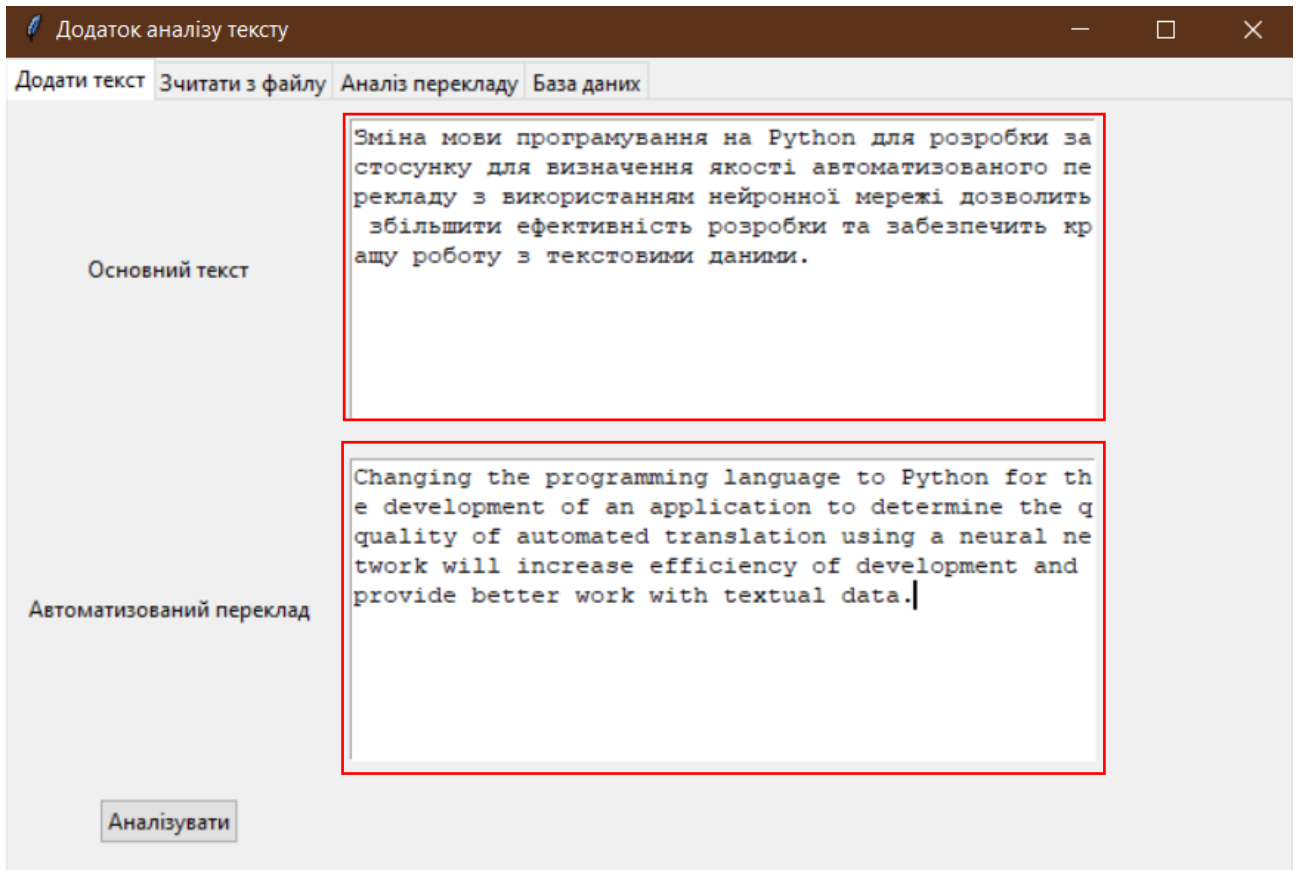 Додаток аналізу тексту
Додати текст Зчитати з файлу Аналіз перекладу База даних
Основний текст
Зміна мови програмування на Python для розробки за
стосунку для визначення якості автоматизованого пе
рекладу з використанням нейронної мережі дозволить
збільшити ефективність розробки та забезпечить кр
ащу роботу з текстовими даними.
Автоматизований переклад
Changing the programming language to Python for th
e development of an application to determine the q
quality of automated translation using a neural ne
twork will increase efficiency of development and
provide better work with textual data.
Аналізувати